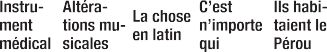 Instru-
ment
médical
Altéra-
tions mu-
sicales
La chose
en latin
C'est
n'importe
qui
Ils habi-
taient le
Pérou